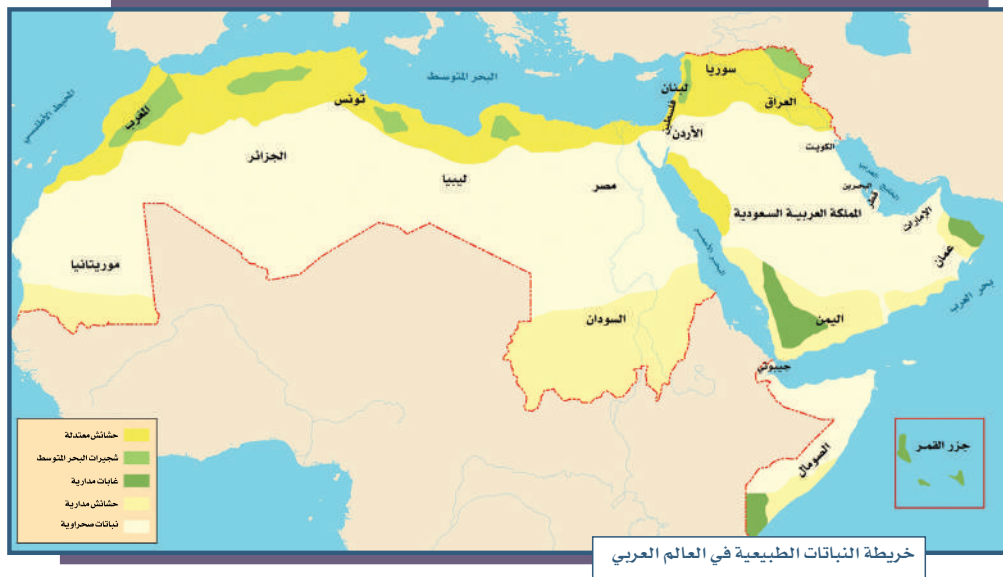 البحر المتوسط
المحيط الأطلسي
المغرب
تونس
الجزائر
ليبيا
مصر
موريتانيا
السودان
سوريا
لبنان
العراق
فلسطين
الأردن
الكويت
الخليج العربي
البحرين
قطر
الإمارات
المملكة العربية السعودية
البحر الأحمر
عمان
اليمن
بحر العرب
جيبوتي
الصومال
جزر القمر
حشائش معتدلة
شجيرات البحر المتوسط
غابات مدارية
حشائش مدارية
نباتات صحراوية
خريطة النباتات الطبيعية في العالم العربي